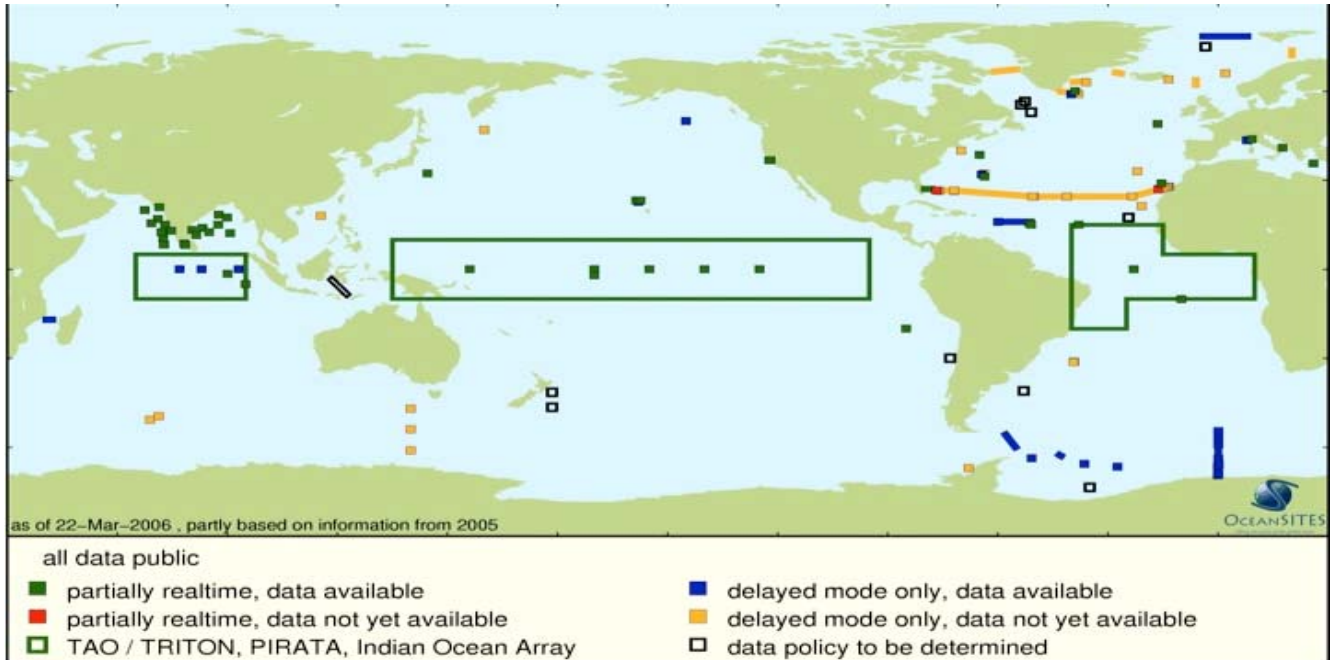 as of 22-Mar-2006 , partly based on information from 2005
OCEANSITES
all data public
partially realtime, data available
partially realtime, data not yet available
TAO / TRITON, PIRATA, Indian Ocean Array
delayed mode only, data available
delayed mode only, data not yet available
data policy to be determined